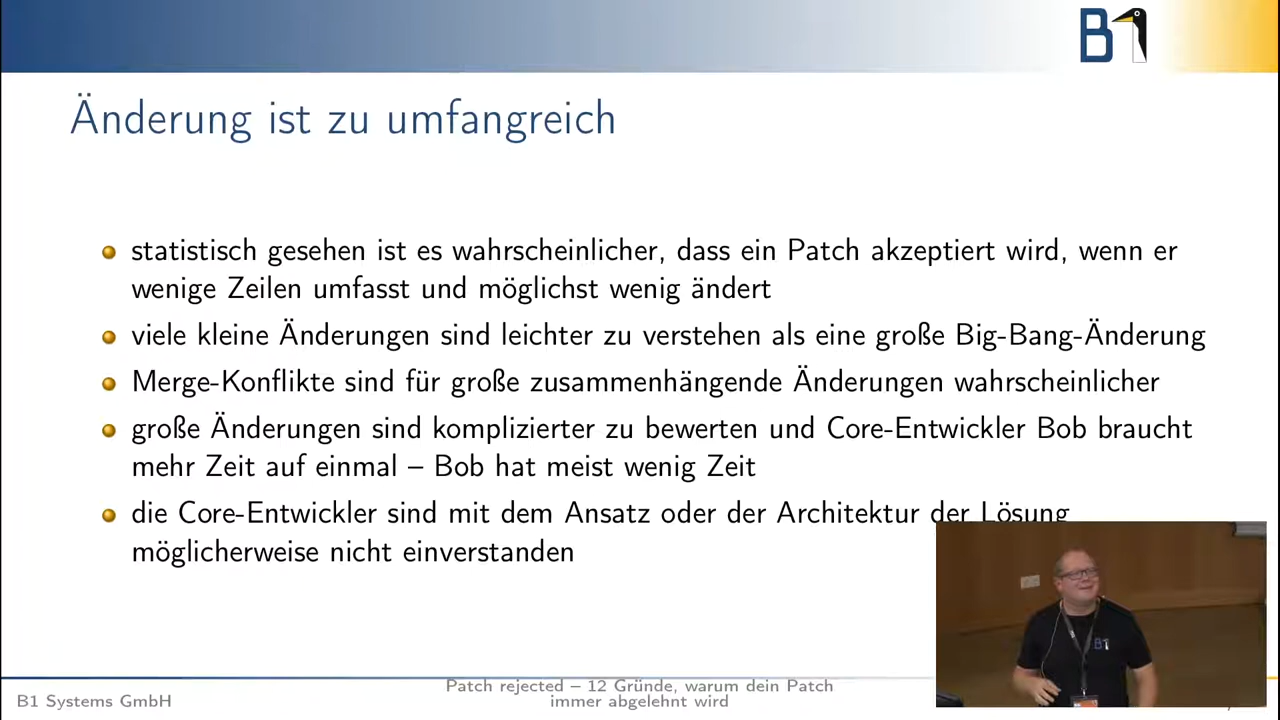 B1
Änderung ist zu umfangreich
statistisch gesehen ist es wahrscheinlicher, dass ein Patch akzeptiert wird, wenn er
wenige Zeilen umfasst und möglichst wenig ändert
viele kleine Änderungen sind leichter zu verstehen als eine große Big-Bang-Änderung
Merge-Konflikte sind für große zusammenhängende Änderungen wahrscheinlicher
große Änderungen sind komplizierter zu bewerten und Core-Entwickler Bob braucht
mehr Zeit auf einmal – Bob hat meist wenig Zeit
die Core-Entwickler sind mit dem Ansatz oder der Architektur der Lösung
möglicherweise nicht einverstanden
B1
B1 Systems GmbH
Patch rejected – 12 Gründe, warum dein Patch
immer abgelehnt wird